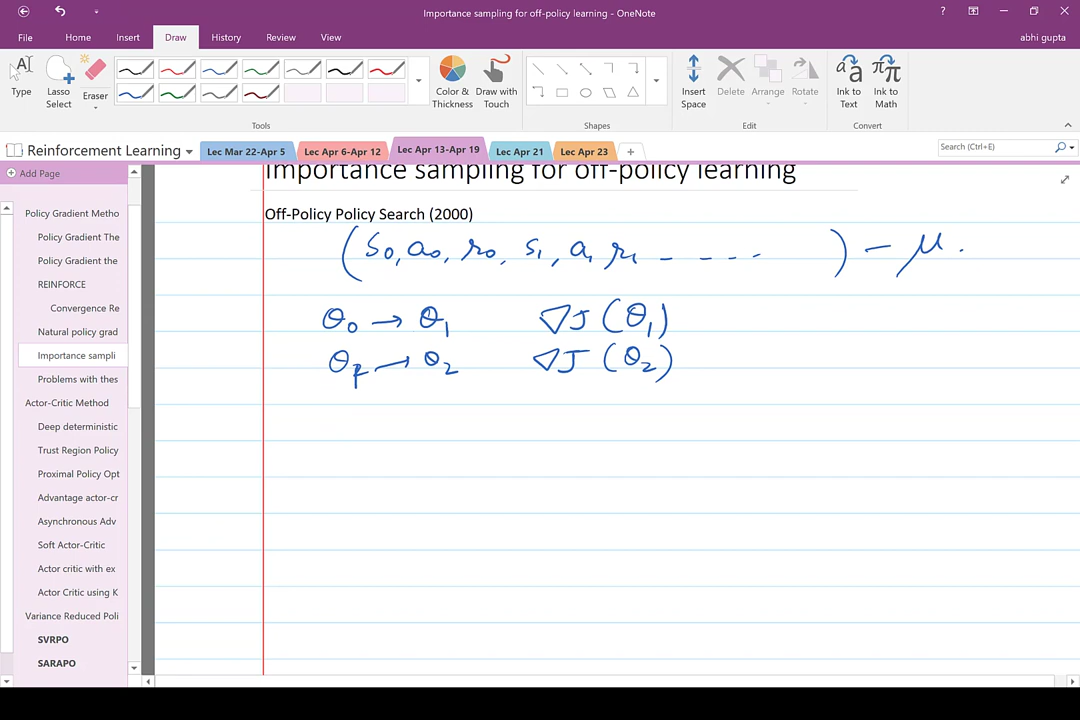 Importance sampling for off-policy learning - OneNote
?
File Home Insert Draw History Review View abhi gupta
Type Lasso Select Eraser Color & Thickness Draw with Touch Insert Space Delete Arrange Rotate Ink to Text Ink to Math
Tools Shapes Edit Convert
Reinforcement Learning Lec Mar 22-Apr 5 Lec Apr 6-Apr 12 Lec Apr 13-Apr 19 Lec Apr 21 Lec Apr 23 + Search (Ctrl+E)
Add Page
Policy Gradient Metho
Policy Gradient The
Policy Gradient the
REINFORCE
Convergence Re
Natural policy grad
Importance sampli
Problems with thes
Actor-Critic Method
Deep deterministic
Trust Region Policy
Proximal Policy Opt
Advantage actor-cr
Asynchronous Adv
Soft Actor-Critic
Actor critic with ex
Actor Critic using K
Variance Reduced Poli
SVRPO
SARAPO
Importance sampling for off-policy learning
Off-Policy Policy Search (2000)
(s₀, a₀, r₀, s₁, a₁ r₁ - - - - - ) – μ.
θ₀ → θ₁ ∇J (θ₁)
→ θ₂ ∇J (θ₂)